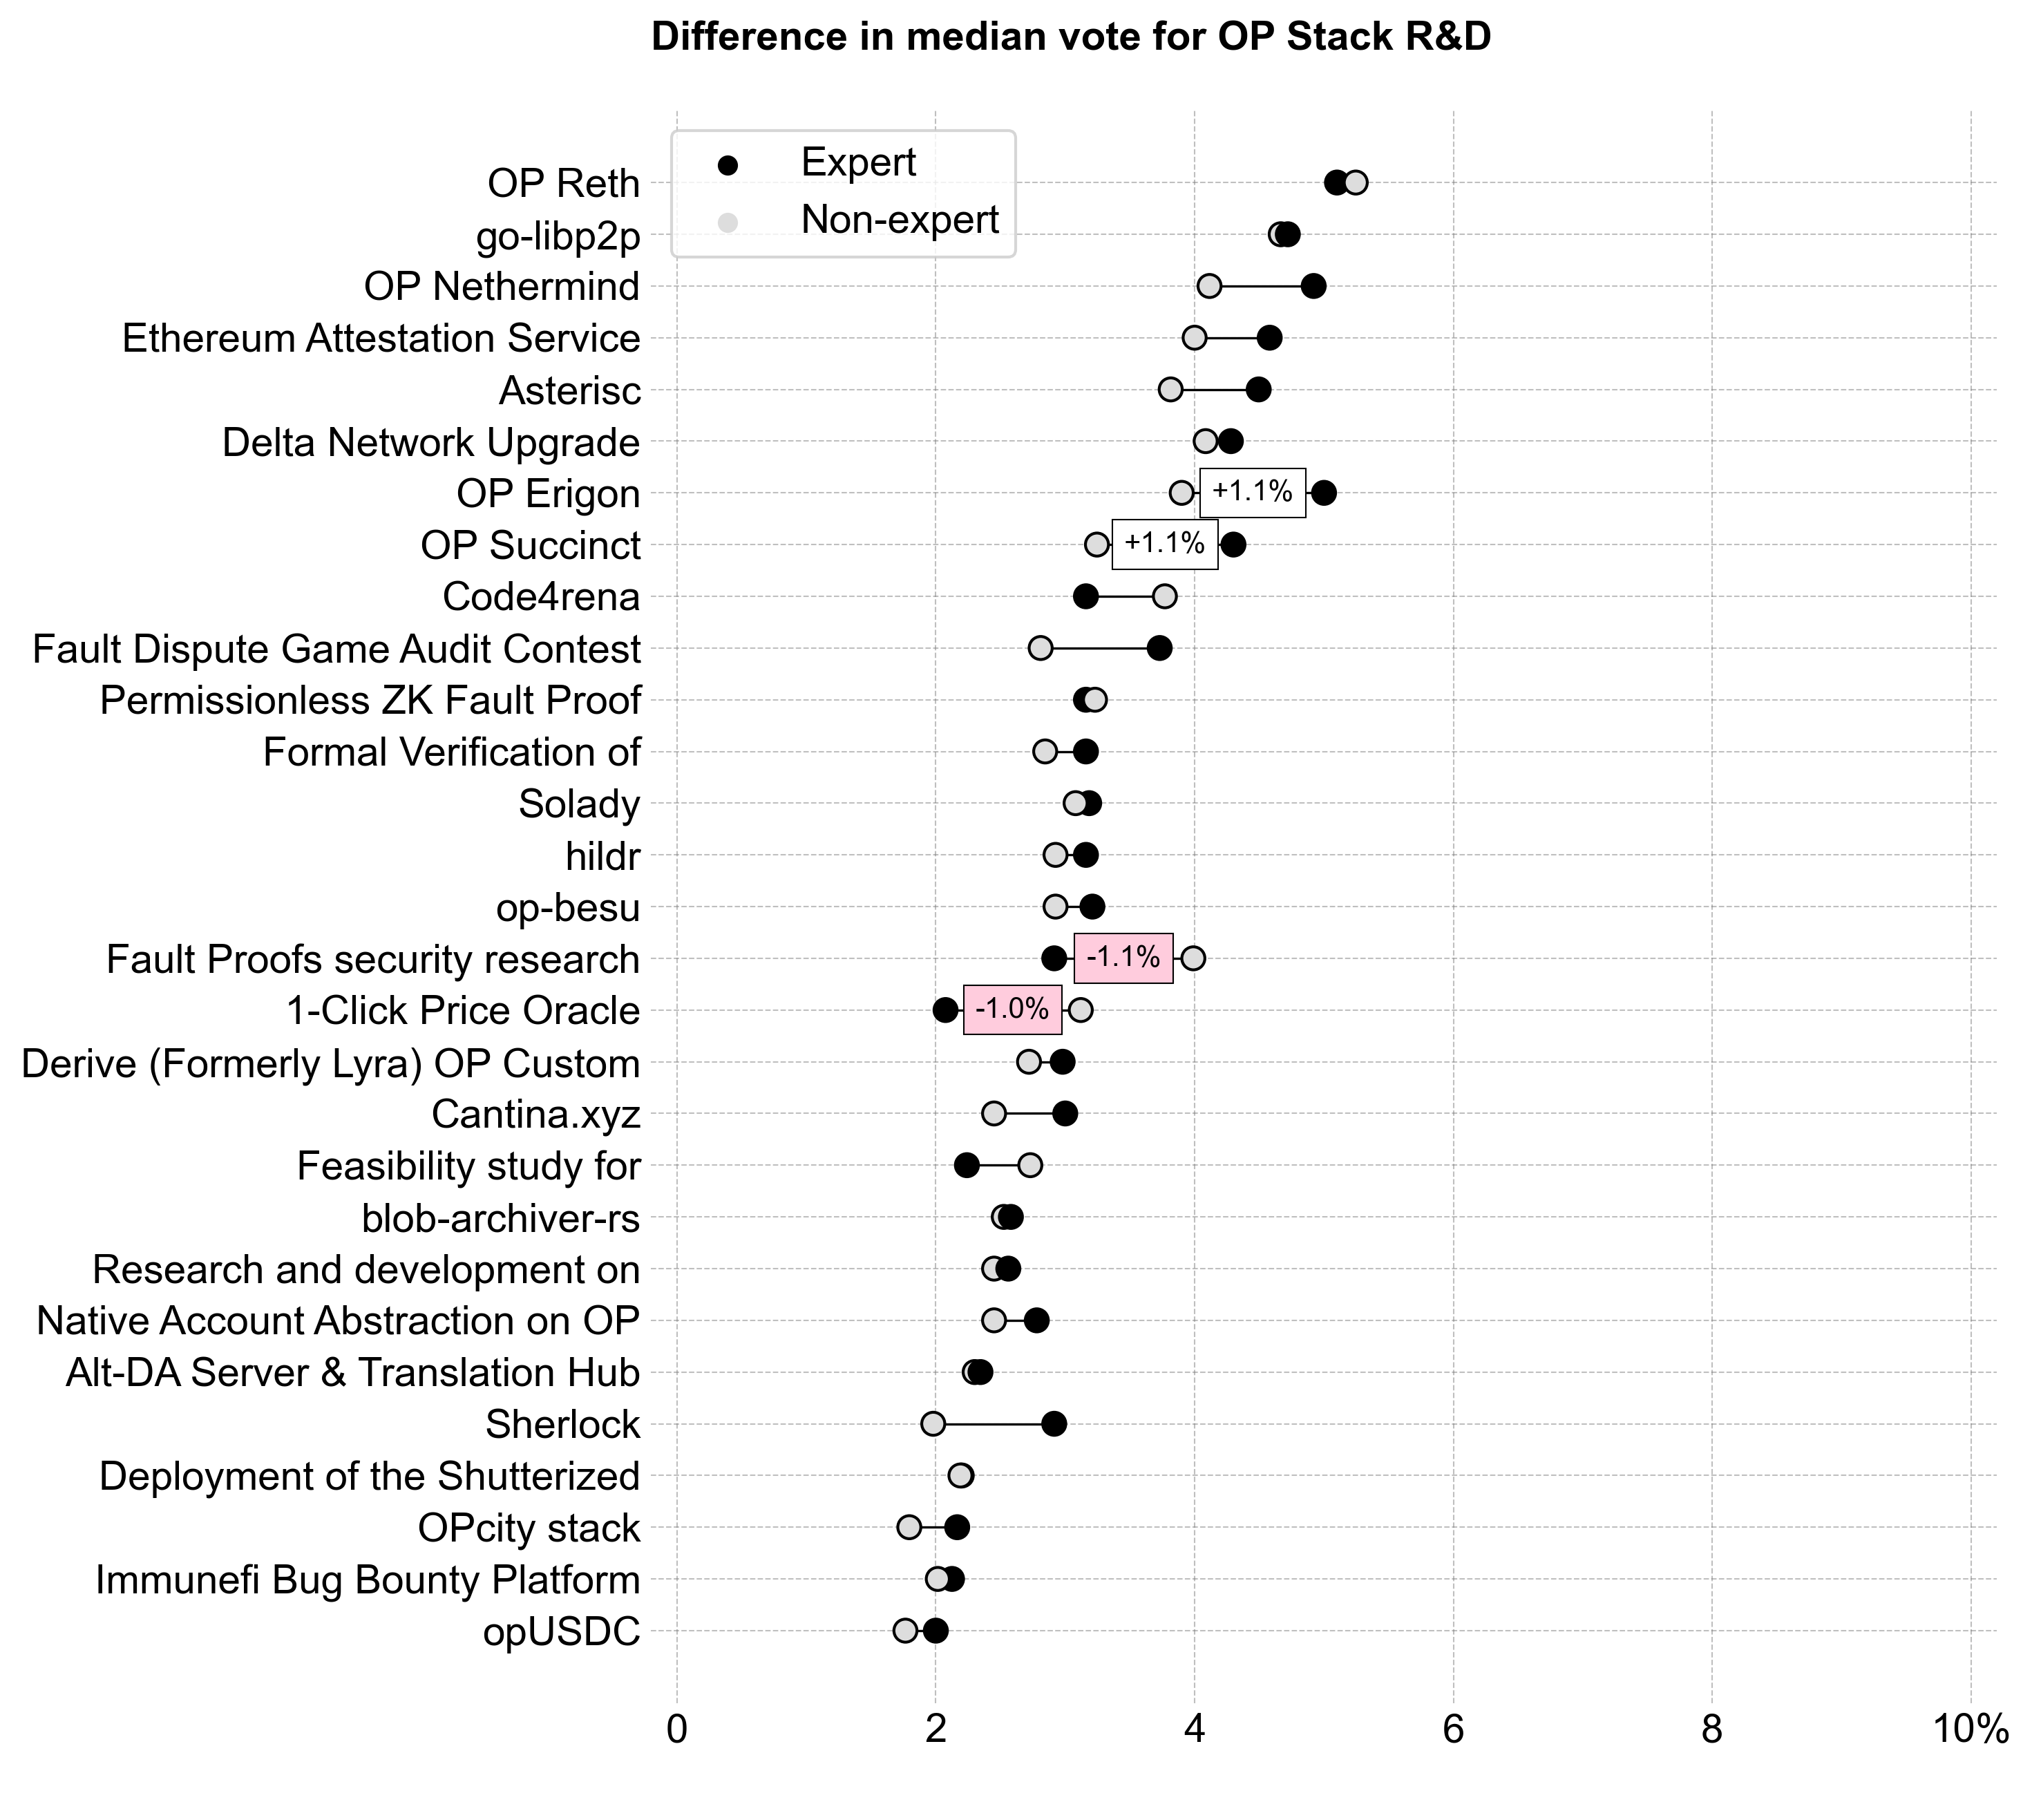 Difference in median vote for OP Stack R&D
Expert
Non-expert
OP Reth
go-libp2p
OP Nethermind
Ethereum Attestation Service
Asterisc
Delta Network Upgrade
OP Erigon
+1.1%
OP Succinct
+1.1%
Code4rena
Fault Dispute Game Audit Contest
Permissionless ZK Fault Proof
Formal Verification of
Solady
hildr
op-besu
Fault Proofs security research
-1.1%
1-Click Price Oracle
-1.0%
Derive (Formerly Lyra) OP Custom
Cantina.xyz
Feasibility study for
blob-archiver-rs
Research and development on
Native Account Abstraction on OP
Alt-DA Server & Translation Hub
Sherlock
Deployment of the Shutterized
OPcity stack
Immunefi Bug Bounty Platform
opUSDC
0 2 4 6 8 10%